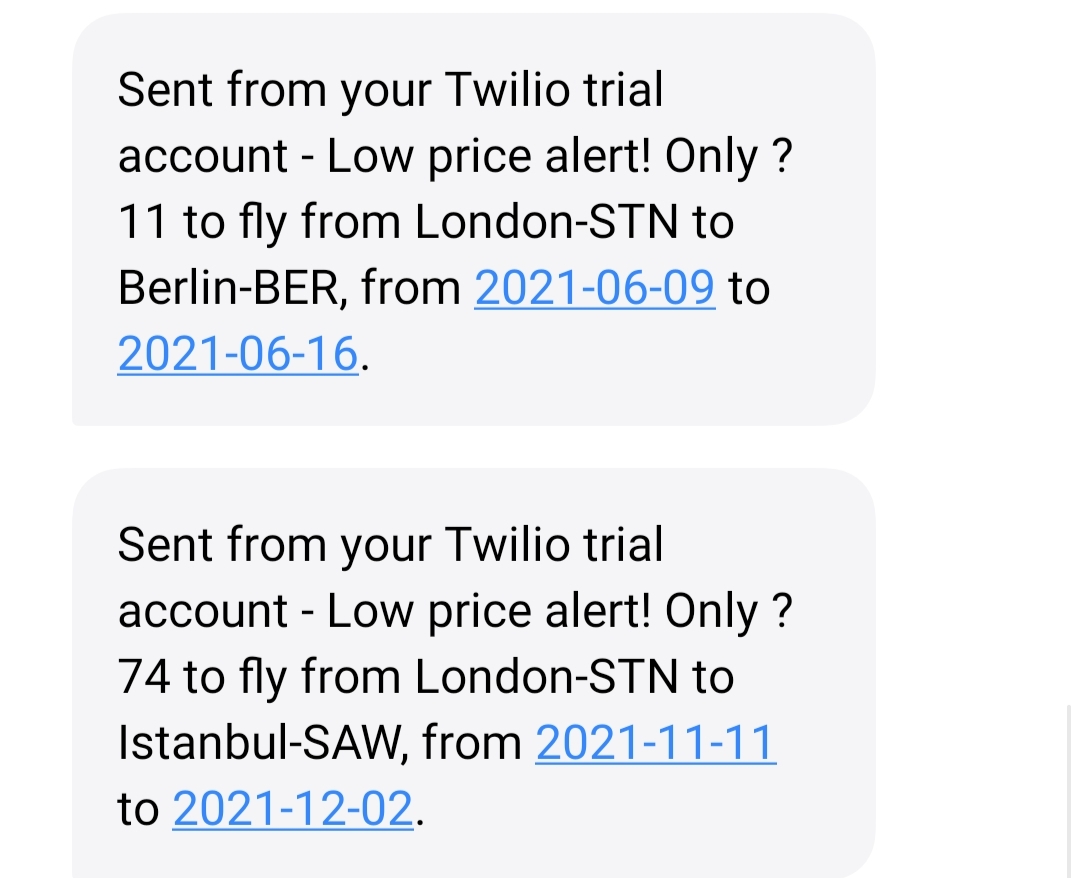 Sent from your Twilio trial
account - Low price alert! Only ?
11 to fly from London-STN to
Berlin-BER, from 2021-06-09 to
2021-06-16.
Sent from your Twilio trial
account - Low price alert! Only ?
74 to fly from London-STN to
Istanbul-SAW, from 2021-11-11
to 2021-12-02.